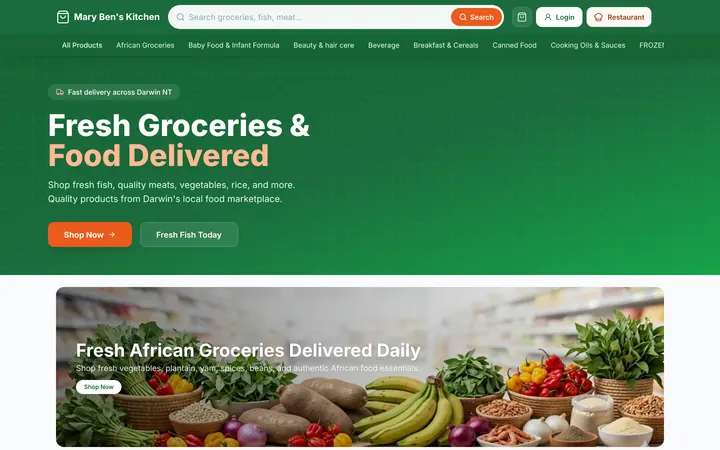 Mary Ben's Kitchen
Search groceries, fish, meat...
Search
Login
Restaurant
All Products
African Groceries
Baby Food & Infant Formula
Beauty & hair cere
Beverage
Breakfast & Cereals
Canned Food
Cooking Oils & Sauces
FROZEN
Fast delivery across Darwin NT
Fresh Groceries &
Food Delivered
Shop fresh fish, quality meats, vegetables, rice, and more.
Quality products from Darwin's local food marketplace.
Shop Now
Fresh Fish Today
Fresh African Groceries Delivered Daily
Shop fresh vegetables, plantain, yam, spices, beans, and authentic African food essentials.
Shop Now